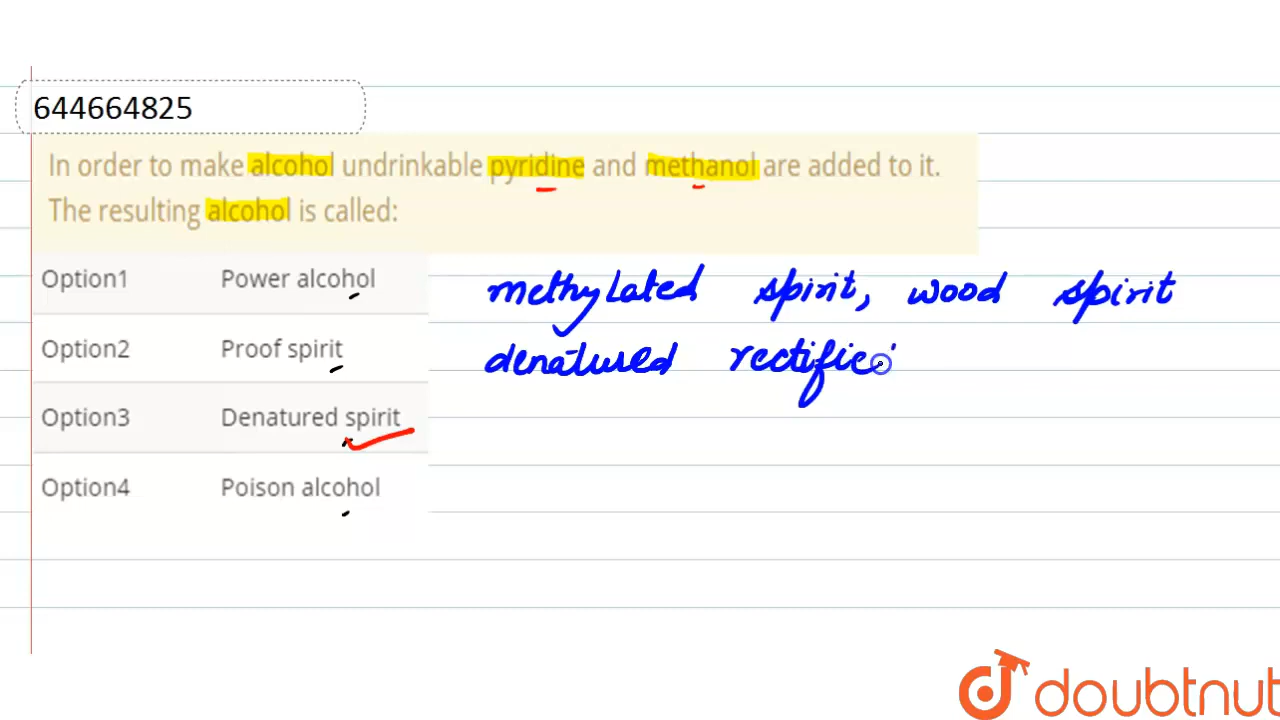 644664825
In order to make alcohol undrinkable pyridine and methanol are added to it.
The resulting alcohol is called:
Option1 Power alcohol
Option2 Proof spirit
Option3 Denatured spirit
Option4 Poison alcohol
methylated spirit, wood spirit
denatured rectifie
doubtnut